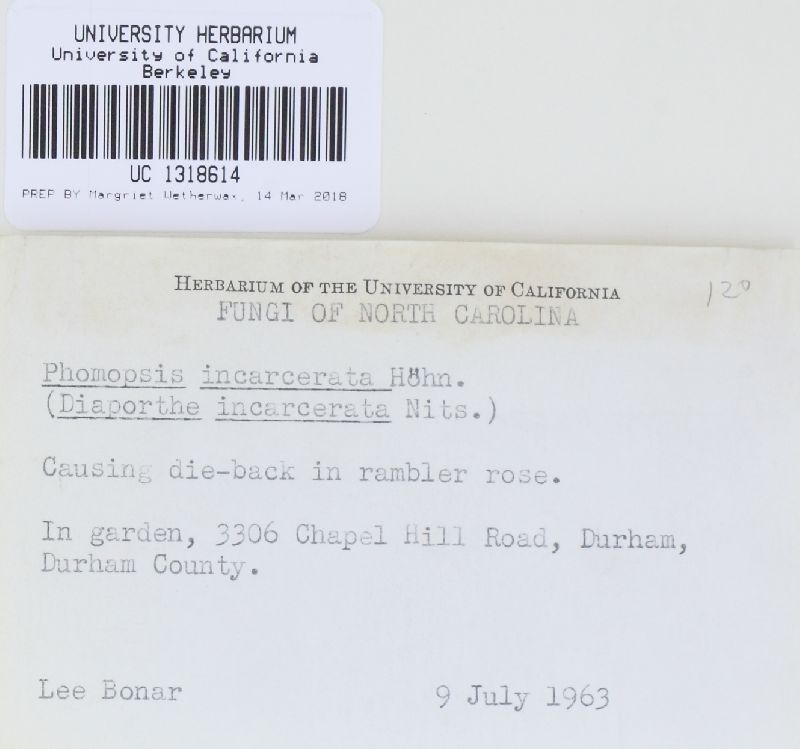 UNIVERSITY HERBARIUM
University of California
Berkeley
UC 1318614
PREP BY Margriet Wetherwax, 14 Mar 2018
HERBARIUM OF THE UNIVERSITY OF CALIFORNIA
120
FUNGI OF NORTH CAROLINA
Phomopsis incarcerata Höhn.
(Diaporthe incarcerata Nits.)
Causing die-back in rambler rose.
In garden, 3306 Chapel Hill Road, Durham,
Durham County.
Lee Bonar 9 July 1963